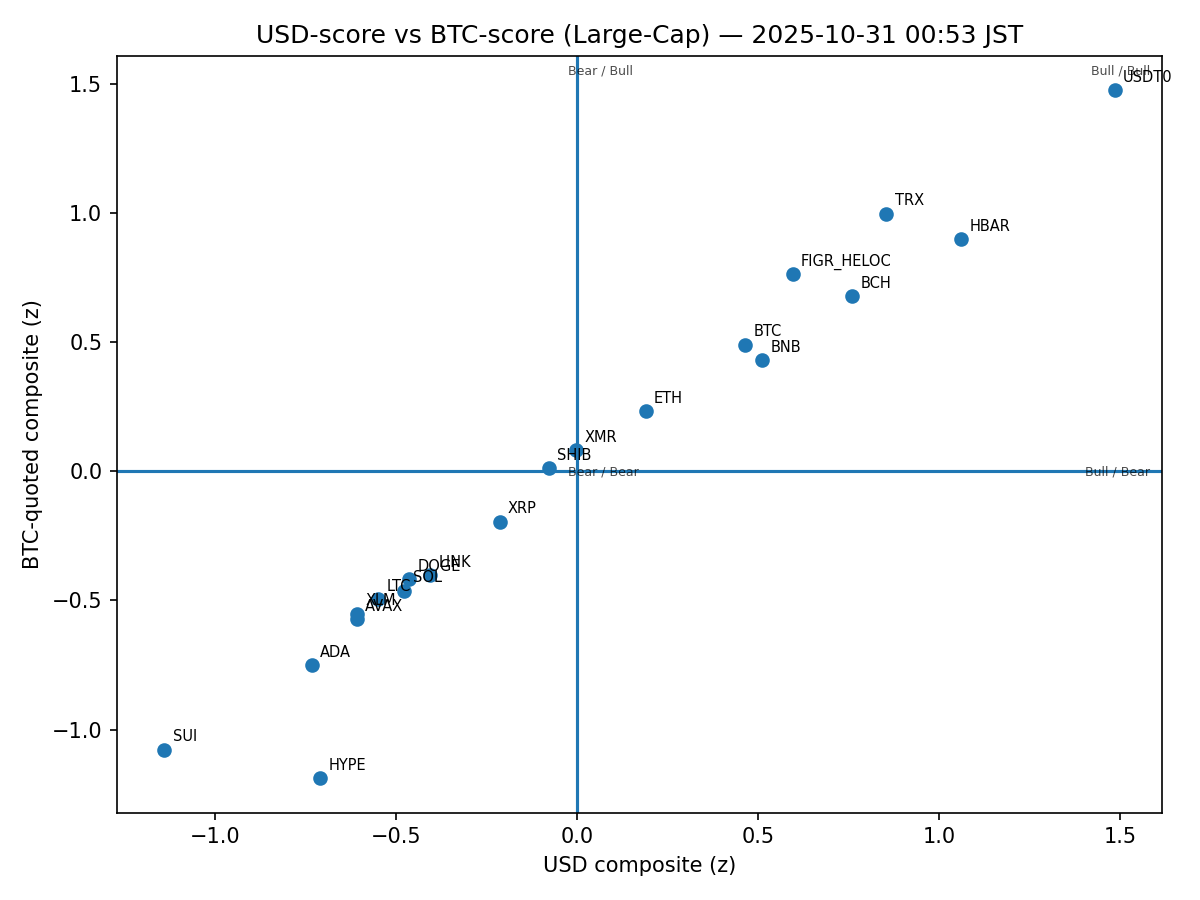 USD-score vs BTC-score (Large-Cap) — 2025-10-31 00:53 JST
Bear / Bull
Bull / Bull
USDT0
1.5
TRX
1.0
HBAR
FIGR_HELOC
BCH
0.5
BTC
BNB
ETH
XMR
SHIB
0.0
Bear / Bear
Bull / Bear
XRP
LINK
DOGE
SOL
LTC
XLM
−0.5
AVAX
ADA
−1.0
SUI
HYPE
−1.0
−0.5
0.0
0.5
1.0
1.5
USD composite (z)
BTC-quoted composite (z)